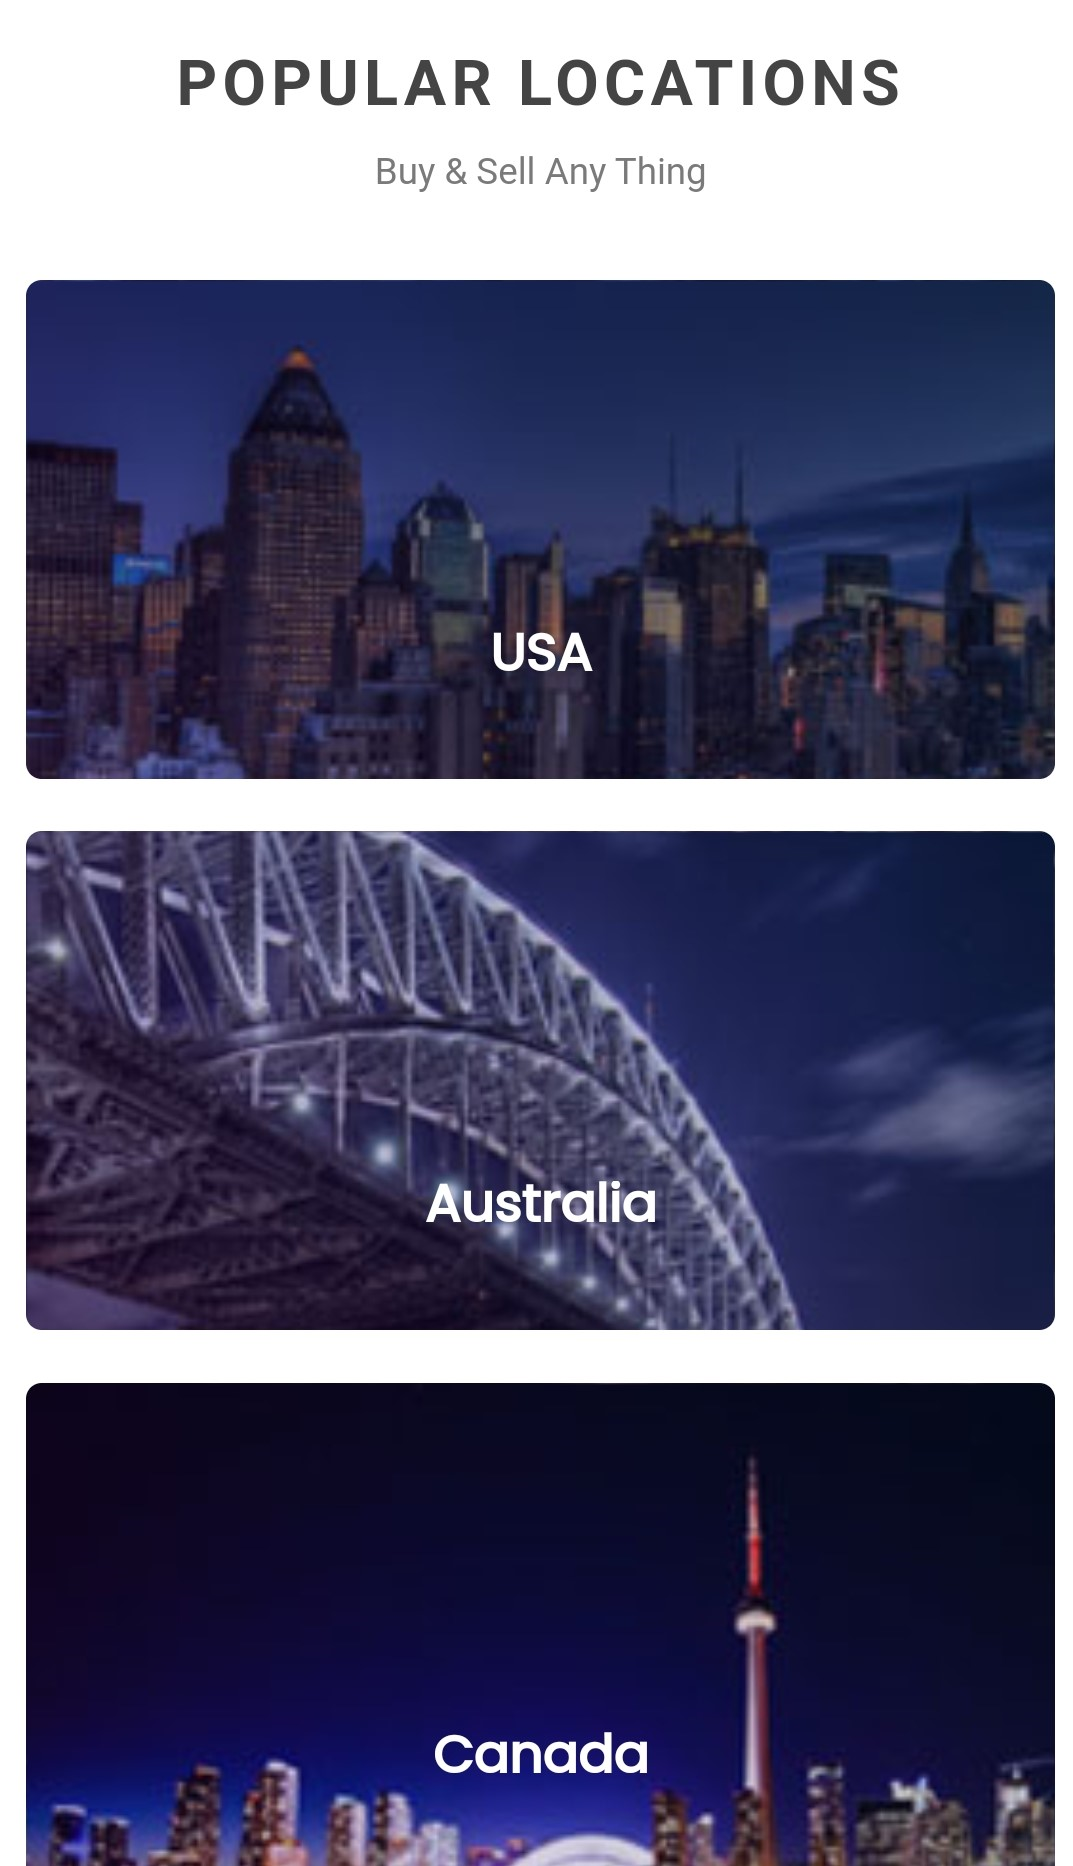 POPULAR LOCATIONS
Buy & Sell Any Thing
USA
Australia
Canada